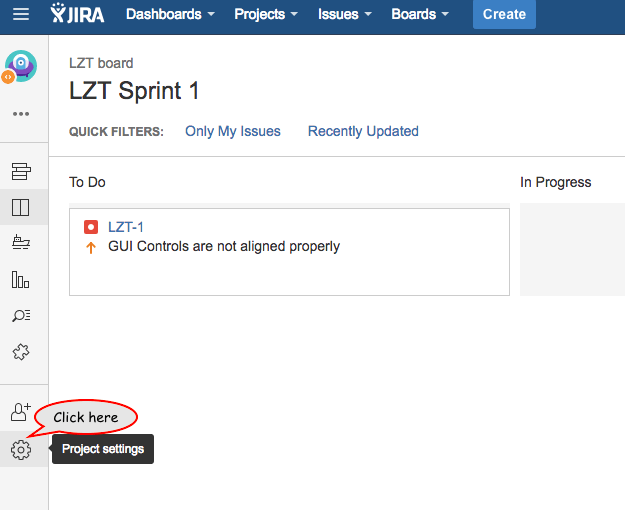 JIRA Dashboards Projects Issues Boards Create
LZT board
LZT Sprint 1
QUICK FILTERS: Only My Issues Recently Updated
To Do In Progress
LZT-1
GUI Controls are not aligned properly
Click here
Project settings